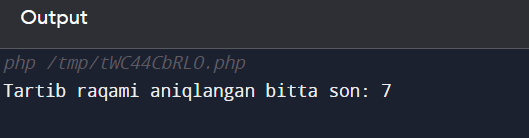 Output
php /tmp/tWC44CbRLO.php
Tartib raqami aniqlangan bitta son: 7